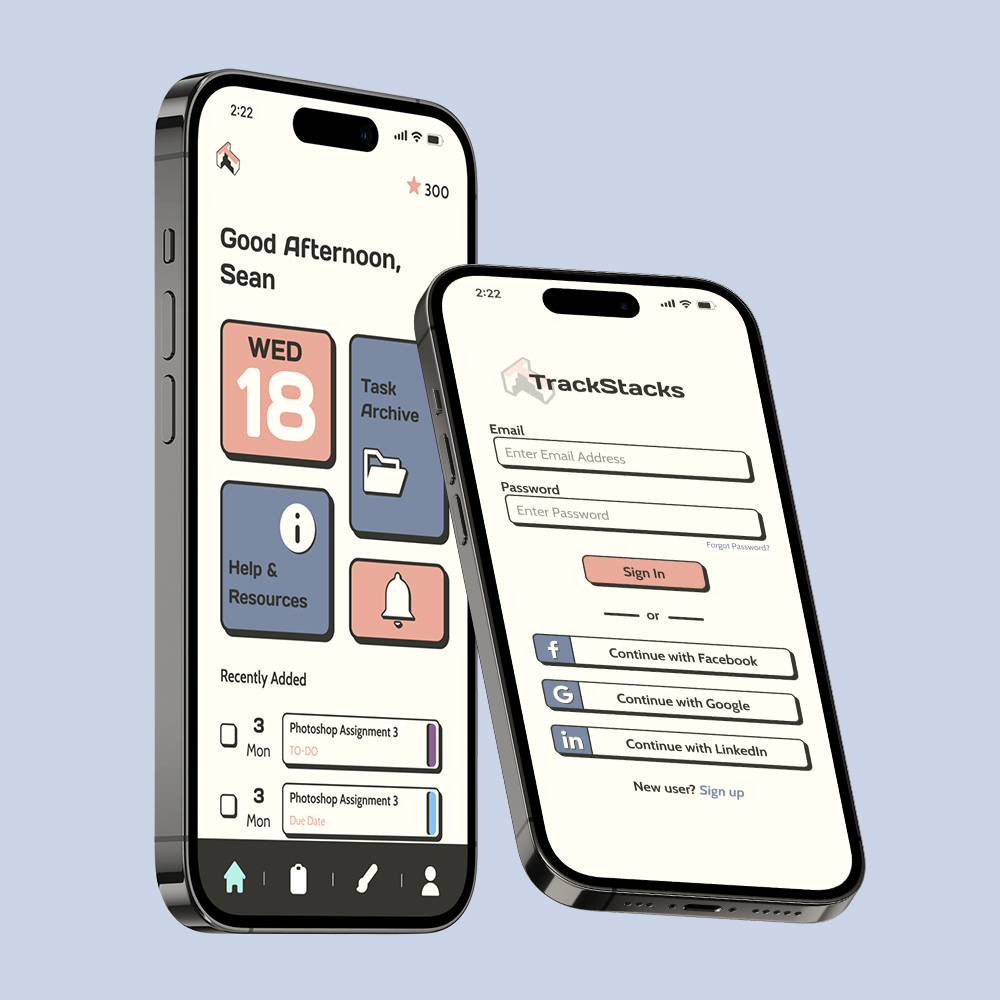 2:22
300
Good Afternoon,
Sean
WED
18
Task
Archive
Help &
Resources
Recently Added
3
Mon
Photoshop Assignment 3
TO-DO
3
Mon
Photoshop Assignment 3
Due Date
2:22
TrackStacks
Email
Enter Email Address
Password
Enter Password
Forgot Password?
Sign In
or
f
Continue with Facebook
G
Continue with Google
in
Continue with LinkedIn
New user? Sign up